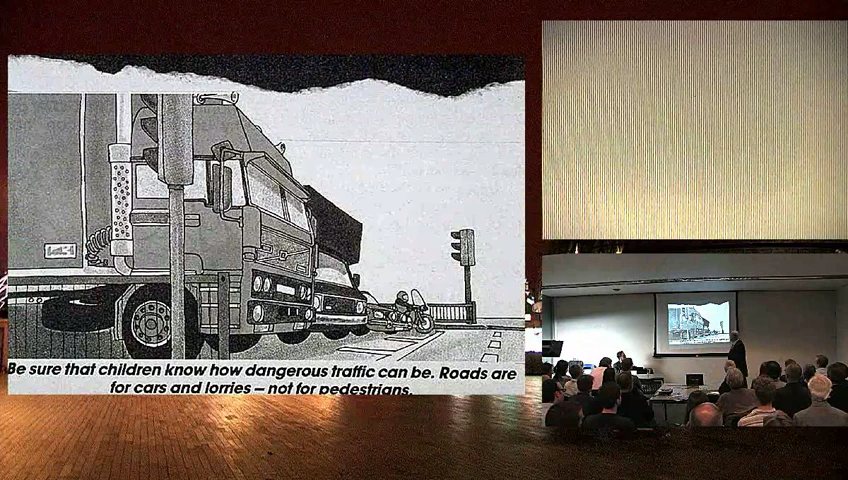 Be sure that children know how dangerous traffic can be. Roads are
for cars and lorries – not for pedestrians.